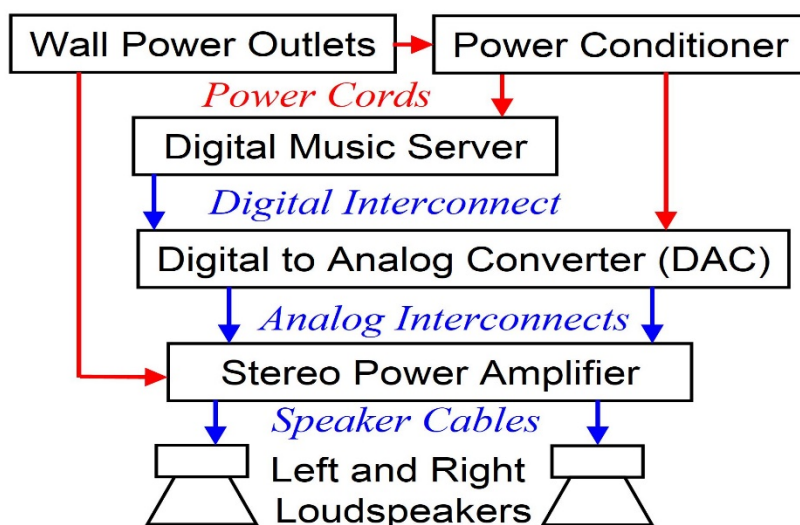 Wall Power Outlets
Power Conditioner
Power Cords
Digital Music Server
Digital Interconnect
Digital to Analog Converter (DAC)
Analog Interconnects
Stereo Power Amplifier
Speaker Cables
Left and Right
Loudspeakers